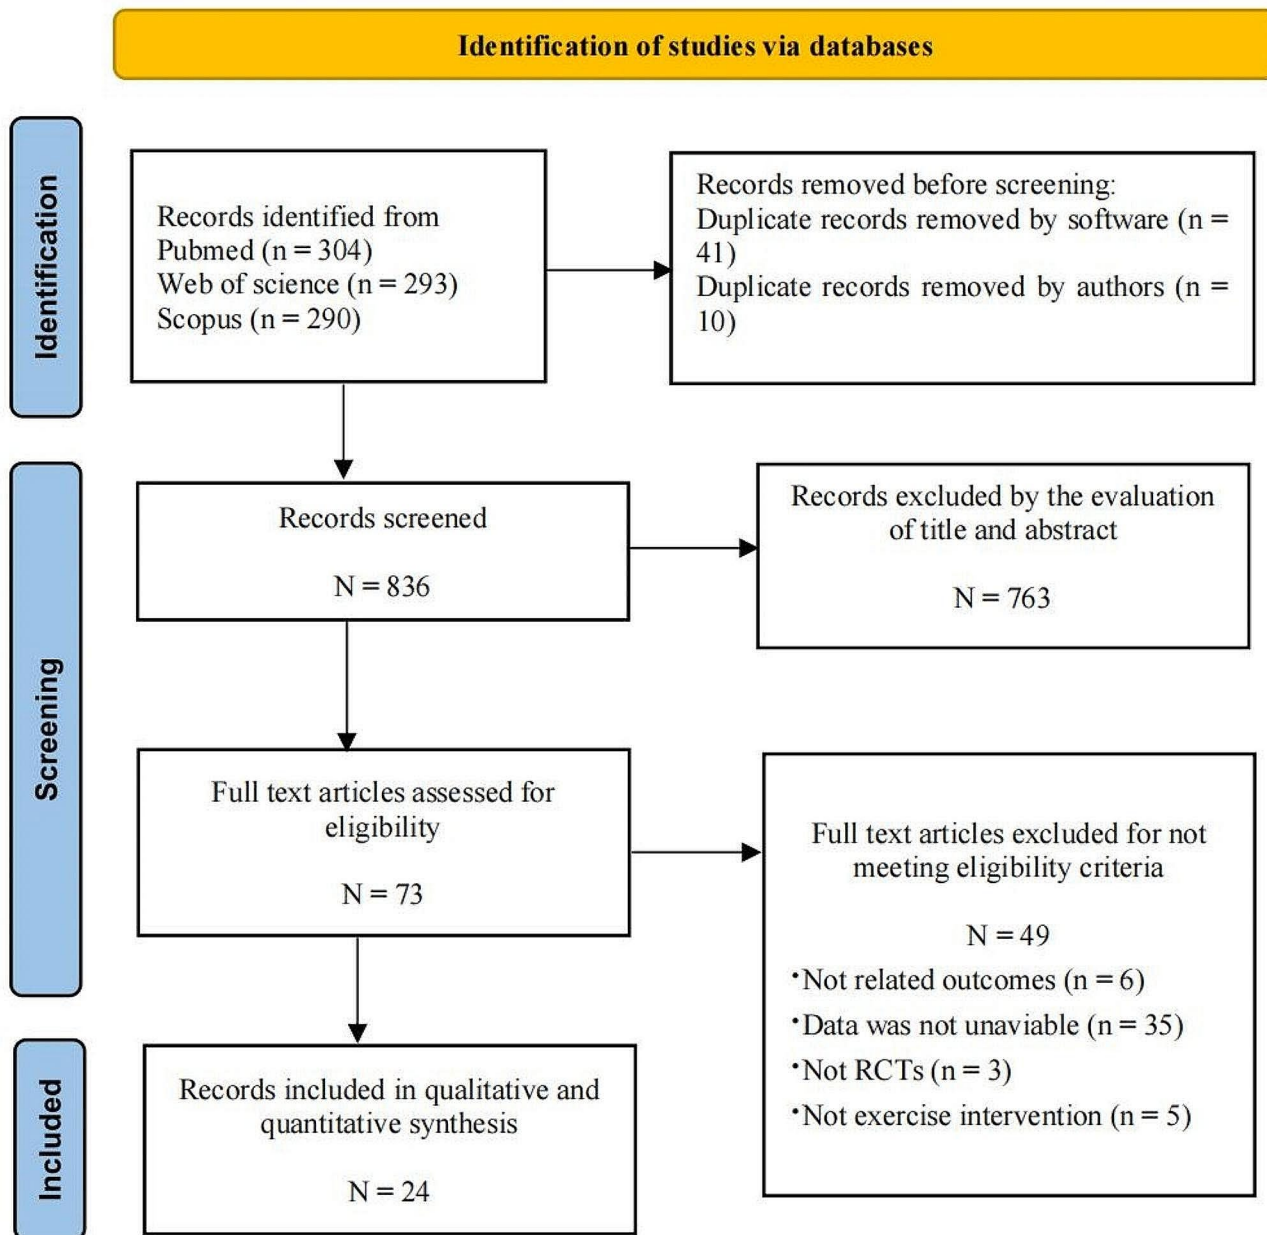 Identification of studies via databases
Identification
Records identified from
Pubmed (n = 304)
Web of science (n = 293)
Scopus (n = 290)
Records removed before screening:
Duplicate records removed by software (n =
41)
Duplicate records removed by authors (n =
10)
Screening
Records screened
N = 836
Records excluded by the evaluation
of title and abstract
N = 763
Full text articles assessed for
eligibility
N = 73
Full text articles excluded for not
meeting eligibility criteria
N = 49
•Not related outcomes (n = 6)
•Data was not unaviable (n = 35)
•Not RCTs (n = 3)
•Not exercise intervention (n = 5)
Included
Records included in qualitative and
quantitative synthesis
N = 24